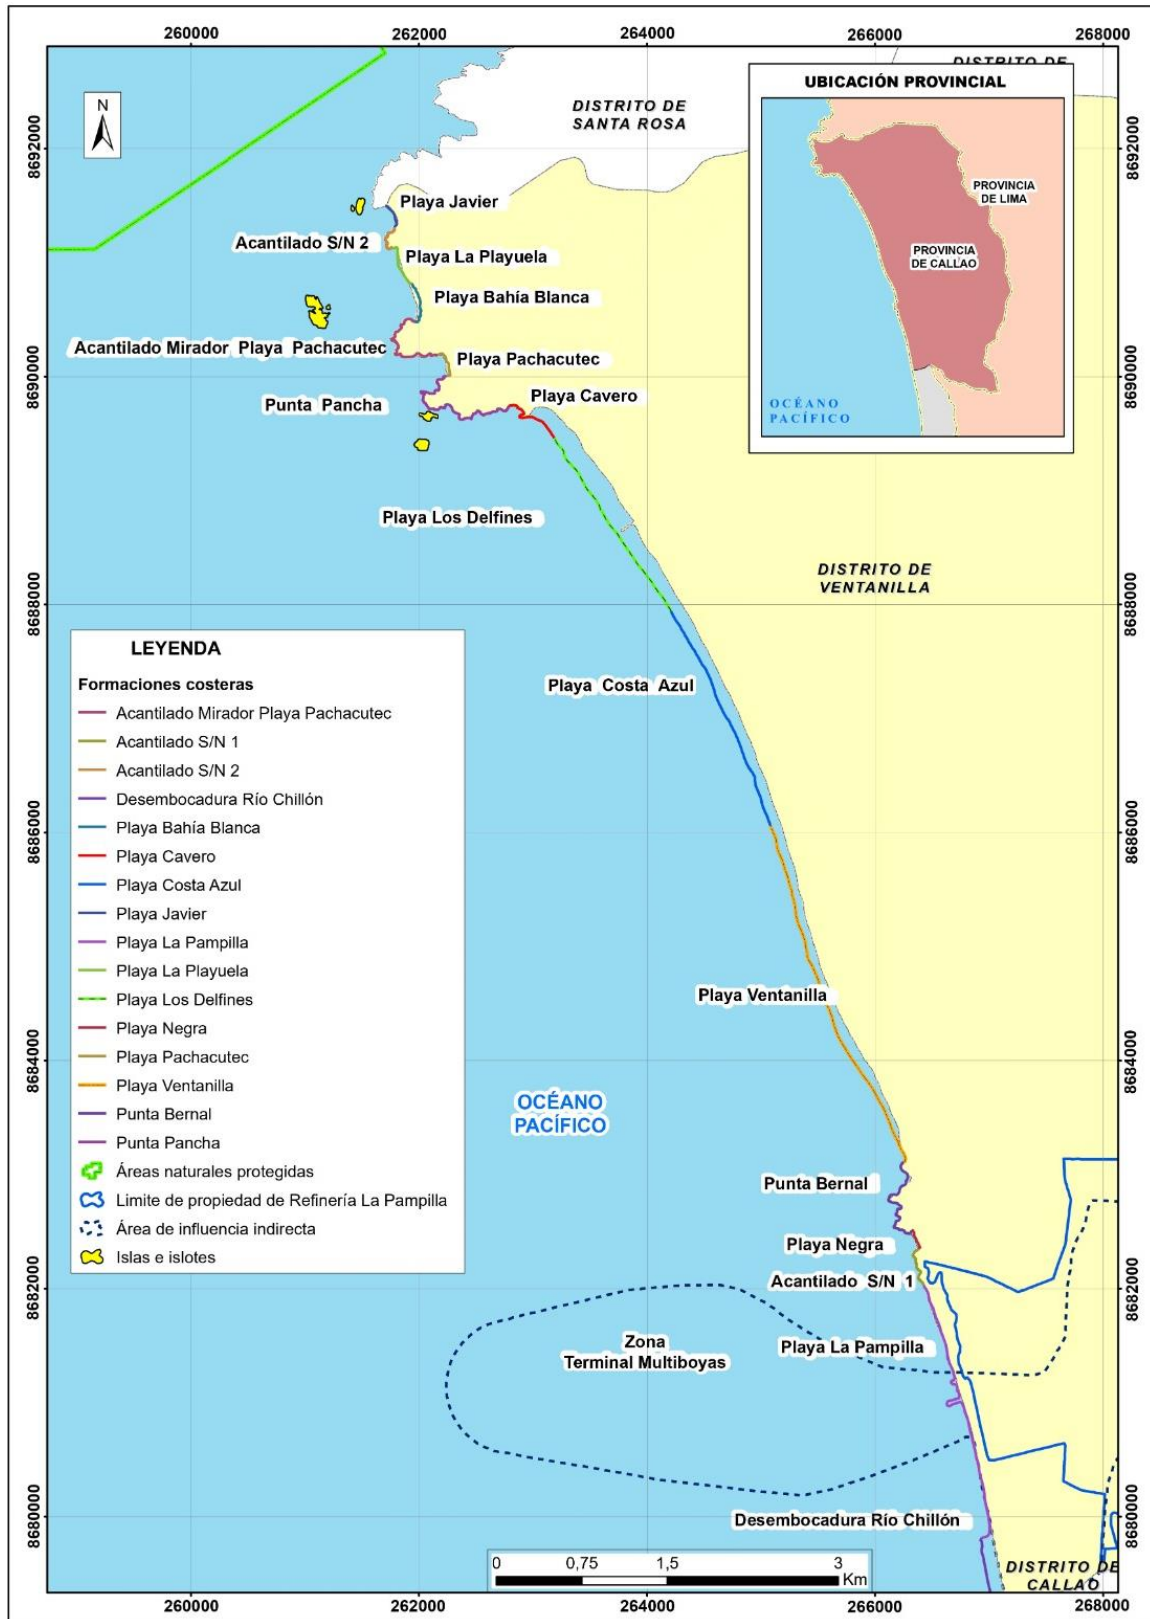 260000
262000
264000
266000
268000
DISTRITO DE
UBICACIÓN PROVINCIAL
PROVINCIA
DE LIMA
PROVINCIA
DE CALLAO
OCÉANO
PACÍFICO
N
DISTRITO DE
SANTA ROSA
8692000
8692000
Playa Javier
Acantilado S/N 2
Playa La Playuela
Playa Bahía Blanca
Acantilado Mirador Playa Pachacutec
Playa Pachacutec
8690000
8690000
Playa Cavero
Punta Pancha
Playa Los Delfines
DISTRITO DE
VENTANILLA
8688000
8688000
Playa Costa Azul
LEYENDA
Formaciones costeras
Acantilado Mirador Playa Pachacutec
Acantilado S/N 1
Acantilado S/N 2
Desembocadura Río Chillón
Playa Bahía Blanca
Playa Cavero
Playa Costa Azul
Playa Javier
Playa La Pampilla
Playa La Playuela
Playa Los Delfines
Playa Negra
Playa Pachacutec
Playa Ventanilla
Punta Bernal
Punta Pancha
Áreas naturales protegidas
Limite de propiedad de Refinería La Pampilla
Área de influencia indirecta
Islas e islotes
8686000
8686000
Playa Ventanilla
8684000
8684000
OCÉANO
PACÍFICO
Punta Bernal
Playa Negra
Acantilado S/N 1
8682000
8682000
Zona
Terminal Multiboyas
Playa La Pampilla
8680000
8680000
Desembocadura Río Chillón
0 0,75 1,5 3
Km
DISTRITO DE
CALLAO
260000
262000
264000
266000
268000